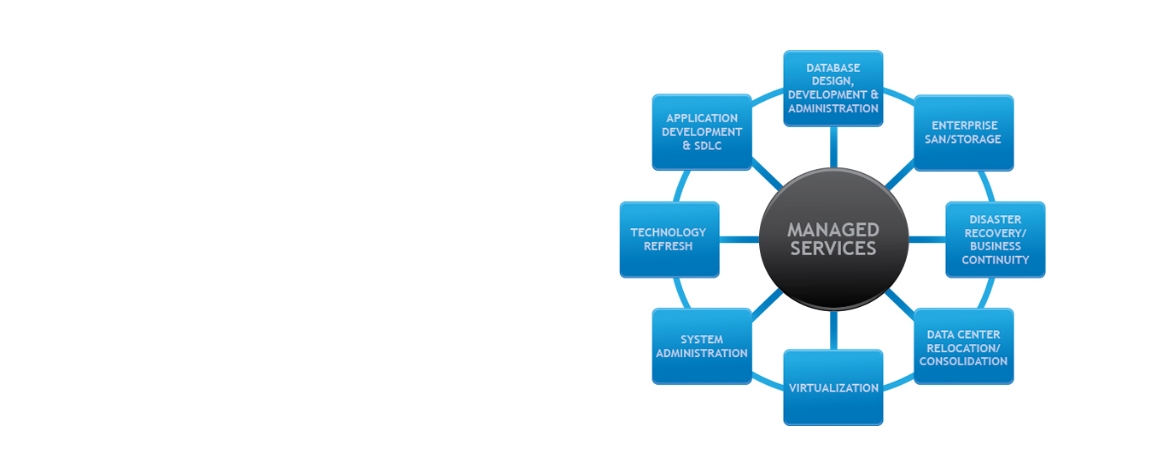 DATABASE
DESIGN,
DEVELOPMENT &
ADMINISTRATION
ENTERPRISE
SAN/STORAGE
DISASTER
RECOVERY/
BUSINESS
CONTINUITY
DATA CENTER
RELOCATION/
CONSOLIDATION
VIRTUALIZATION
SYSTEM
ADMINISTRATION
TECHNOLOGY
REFRESH
APPLICATION
DEVELOPMENT
& SDLC
MANAGED
SERVICES